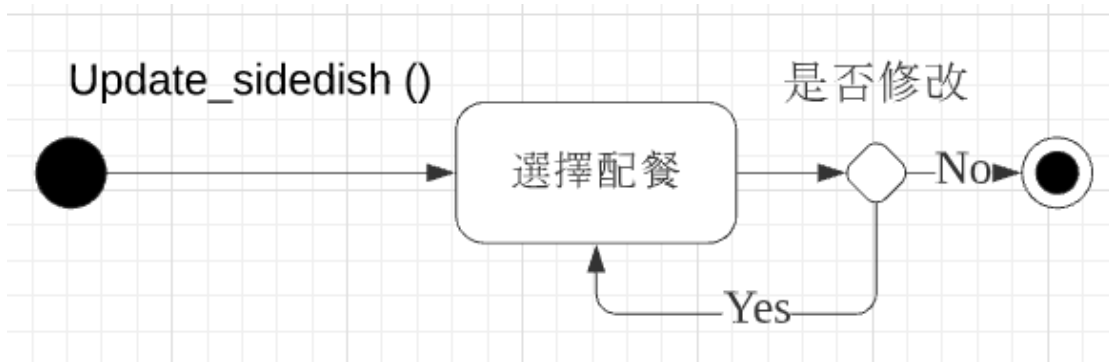 Update_sidedish ()
是否修改
選擇配餐
No
Yes